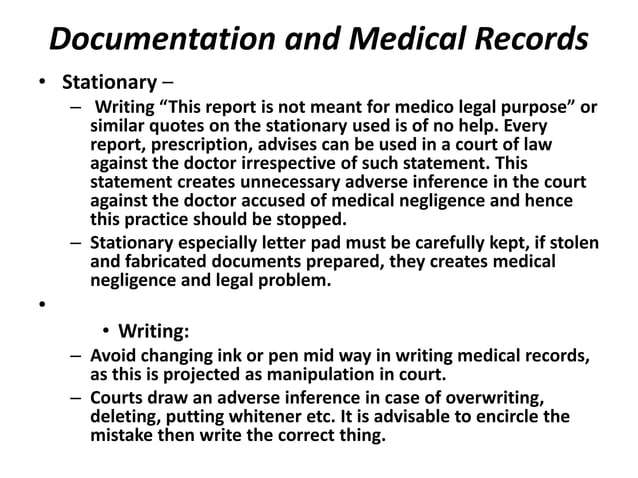 Documentation and Medical Records
• Stationary –
– Writing “This report is not meant for medico legal purpose” or
similar quotes on the stationary used is of no help. Every
report, prescription, advises can be used in a court of law
against the doctor irrespective of such statement. This
statement creates unnecessary adverse inference in the court
against the doctor accused of medical negligence and hence
this practice should be stopped.
– Stationary especially letter pad must be carefully kept, if stolen
and fabricated documents prepared, they creates medical
negligence and legal problem.
•
• Writing:
– Avoid changing ink or pen mid way in writing medical records,
as this is projected as manipulation in court.
– Courts draw an adverse inference in case of overwriting,
deleting, putting whitener etc. It is advisable to encircle the
mistake then write the correct thing.